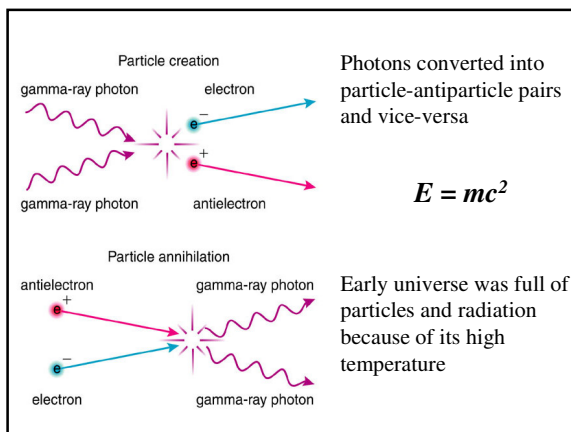 Particle creation
gamma-ray photon electron
e−
e+
gamma-ray photon antielectron
Photons converted into
particle-antiparticle pairs
and vice-versa
E = mc²
Particle annihilation
antielectron gamma-ray photon
e+
e−
electron gamma-ray photon
Early universe was full of
particles and radiation
because of its high
temperature